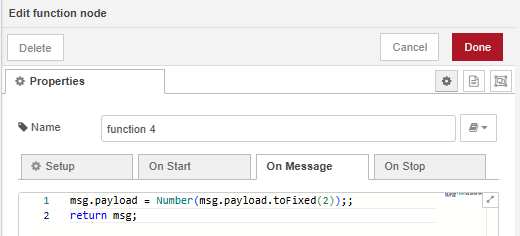 Edit function node
Delete
Cancel
Done
Properties
Name
function 4
Setup
On Start
On Message
On Stop
1 msg.payload = Number(msg.payload.toFixed(2));;
2 return msg;